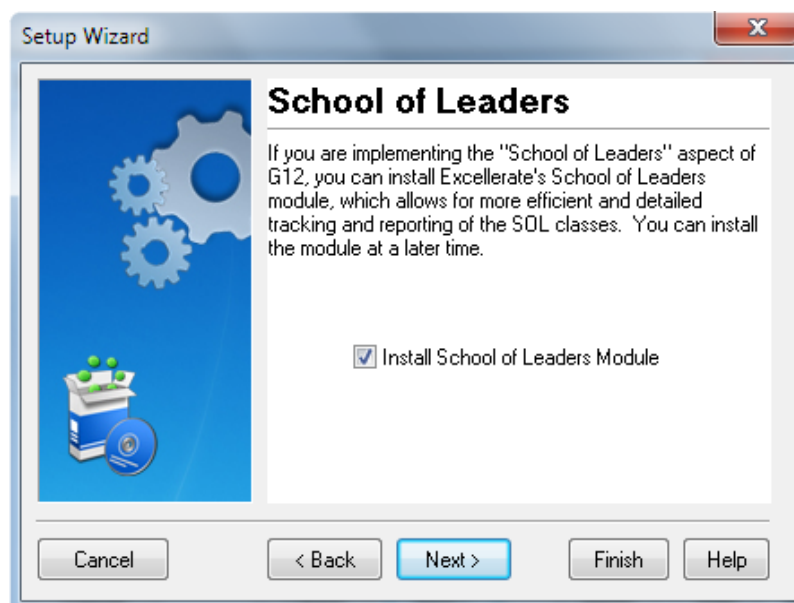 Setup Wizard
School of Leaders
If you are implementing the "School of Leaders" aspect of
G12, you can install Excellerate's School of Leaders
module, which allows for more efficient and detailed
tracking and reporting of the SOL classes.  You can install
the module at a later time.
Install School of Leaders Module
Cancel
< Back
Next >
Finish
Help